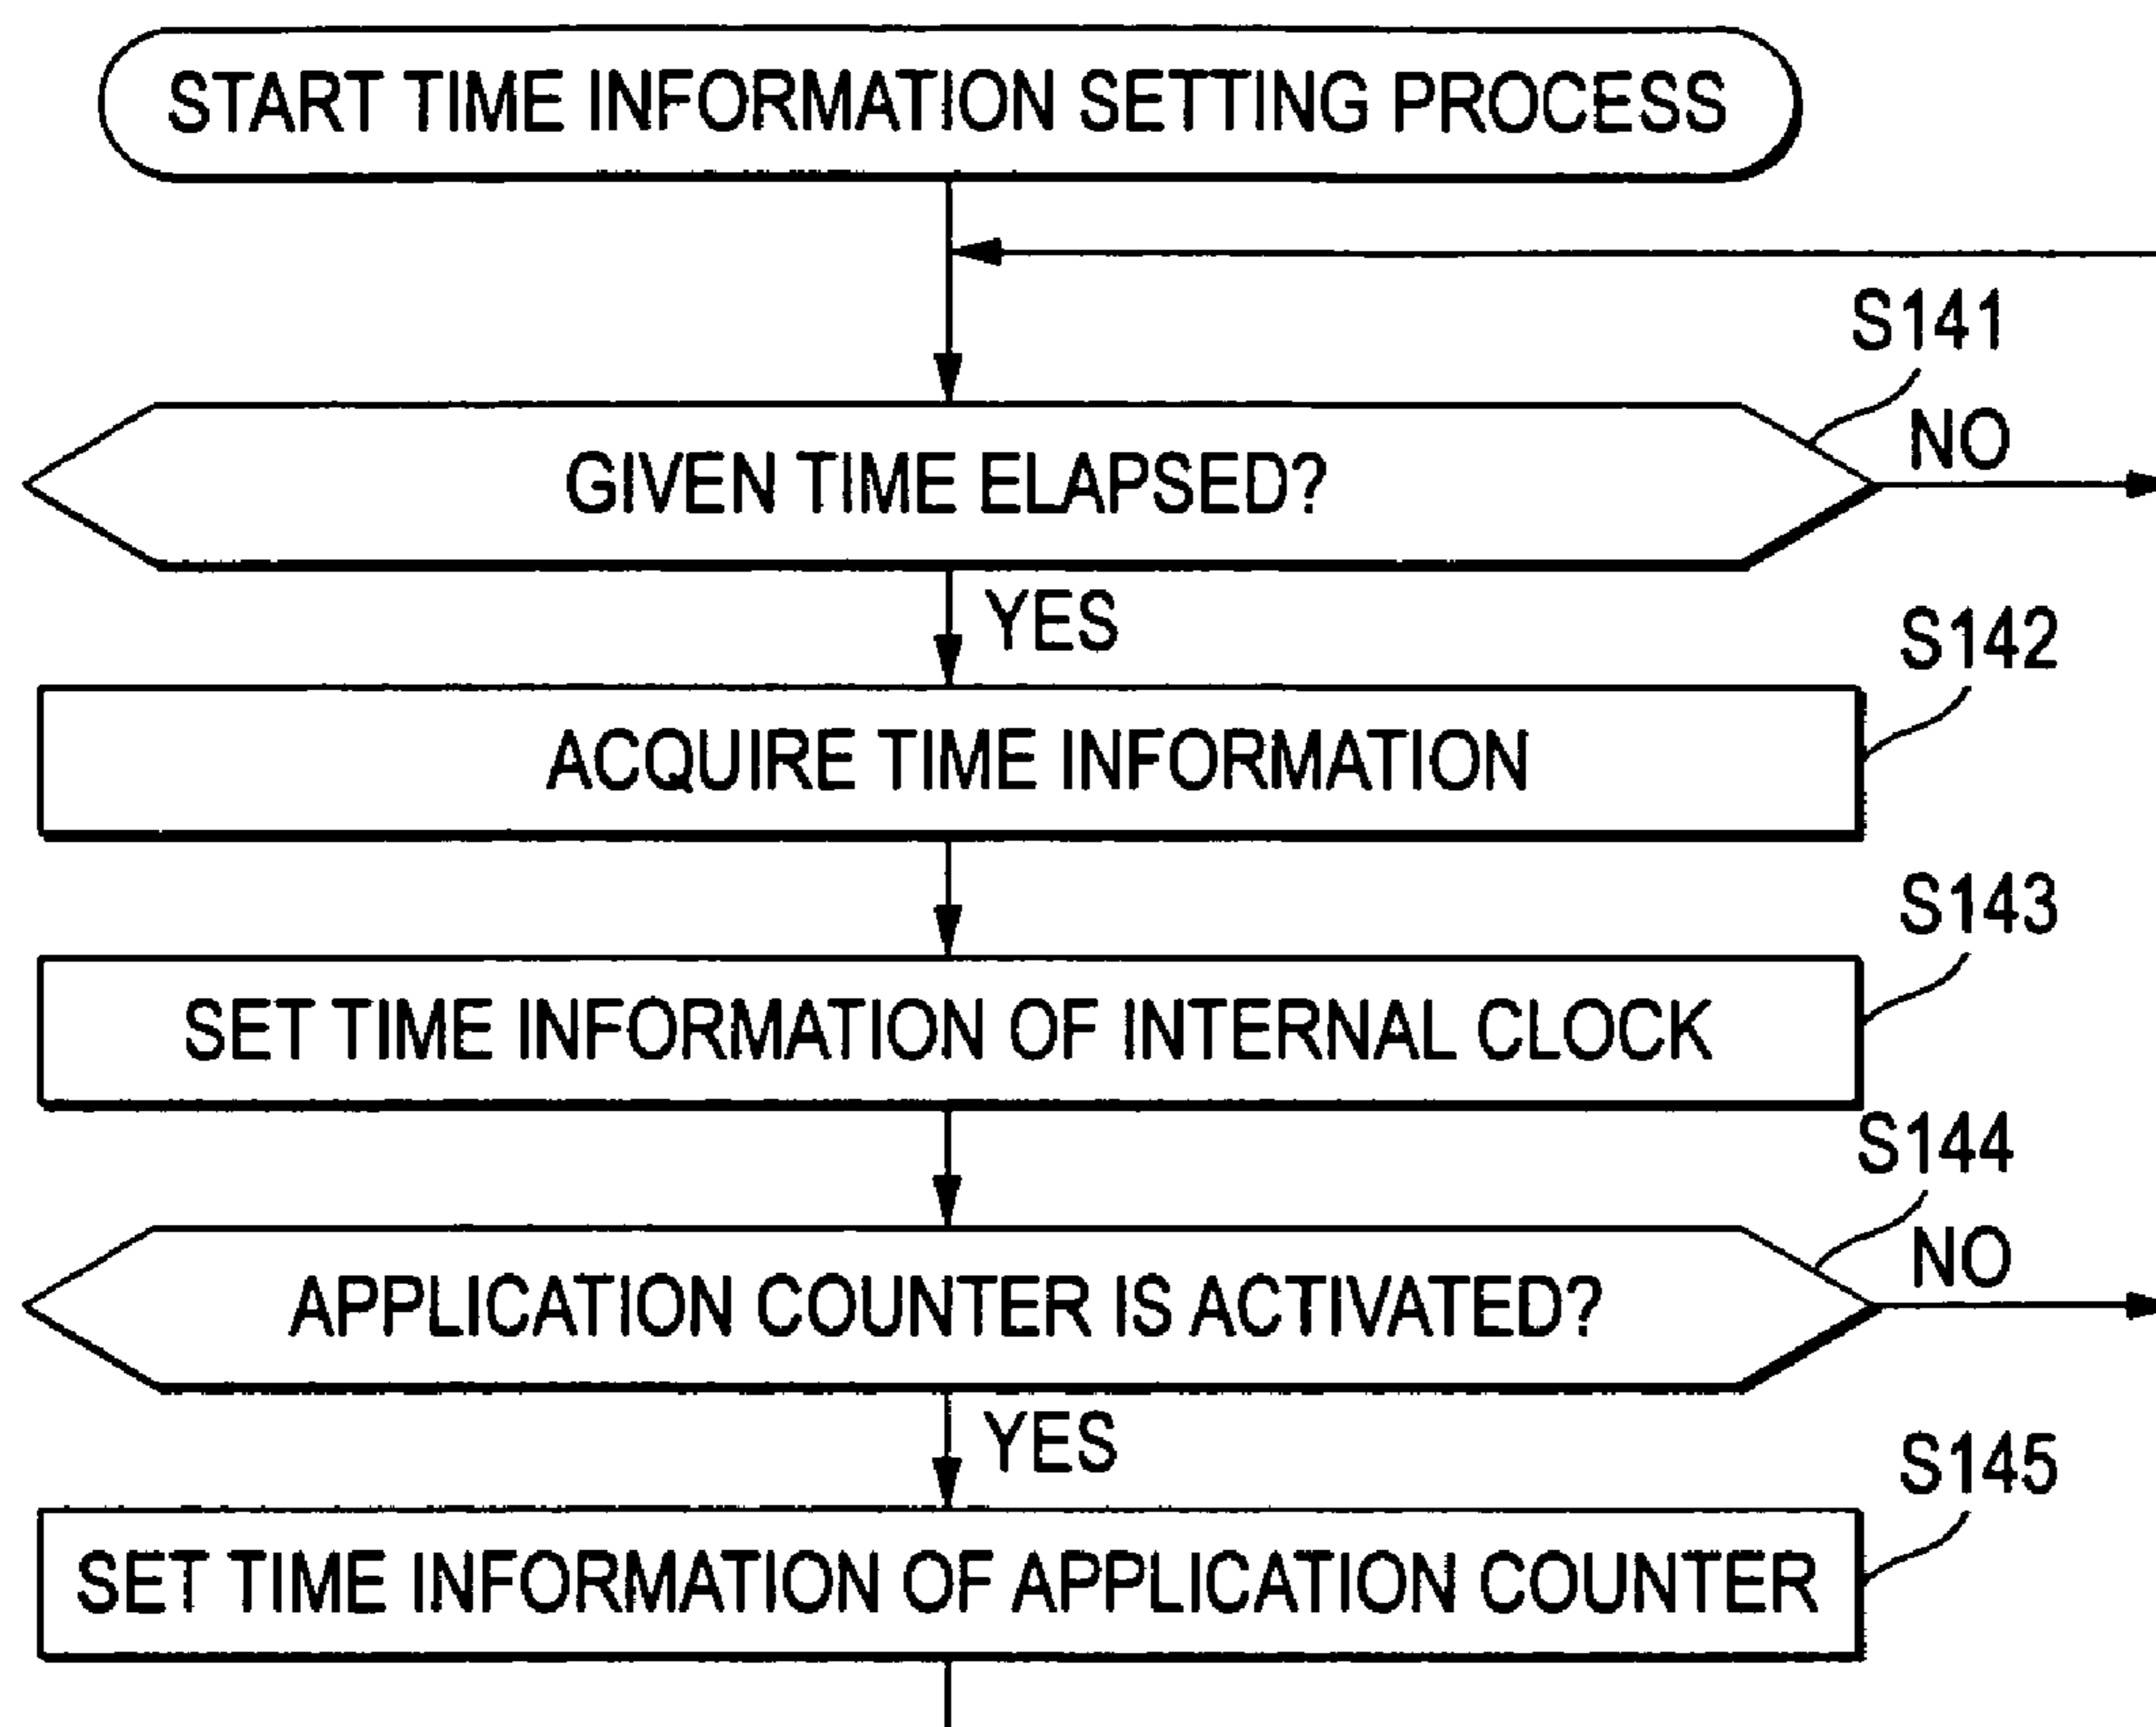 START TIME INFORMATION SETTING PROCESS
S141
GIVEN TIME ELAPSED?
NO
YES
S142
ACQUIRE TIME INFORMATION
S143
SET TIME INFORMATION OF INTERNAL CLOCK
S144
APPLICATION COUNTER IS ACTIVATED?
NO
YES
S145
SET TIME INFORMATION OF APPLICATION COUNTER